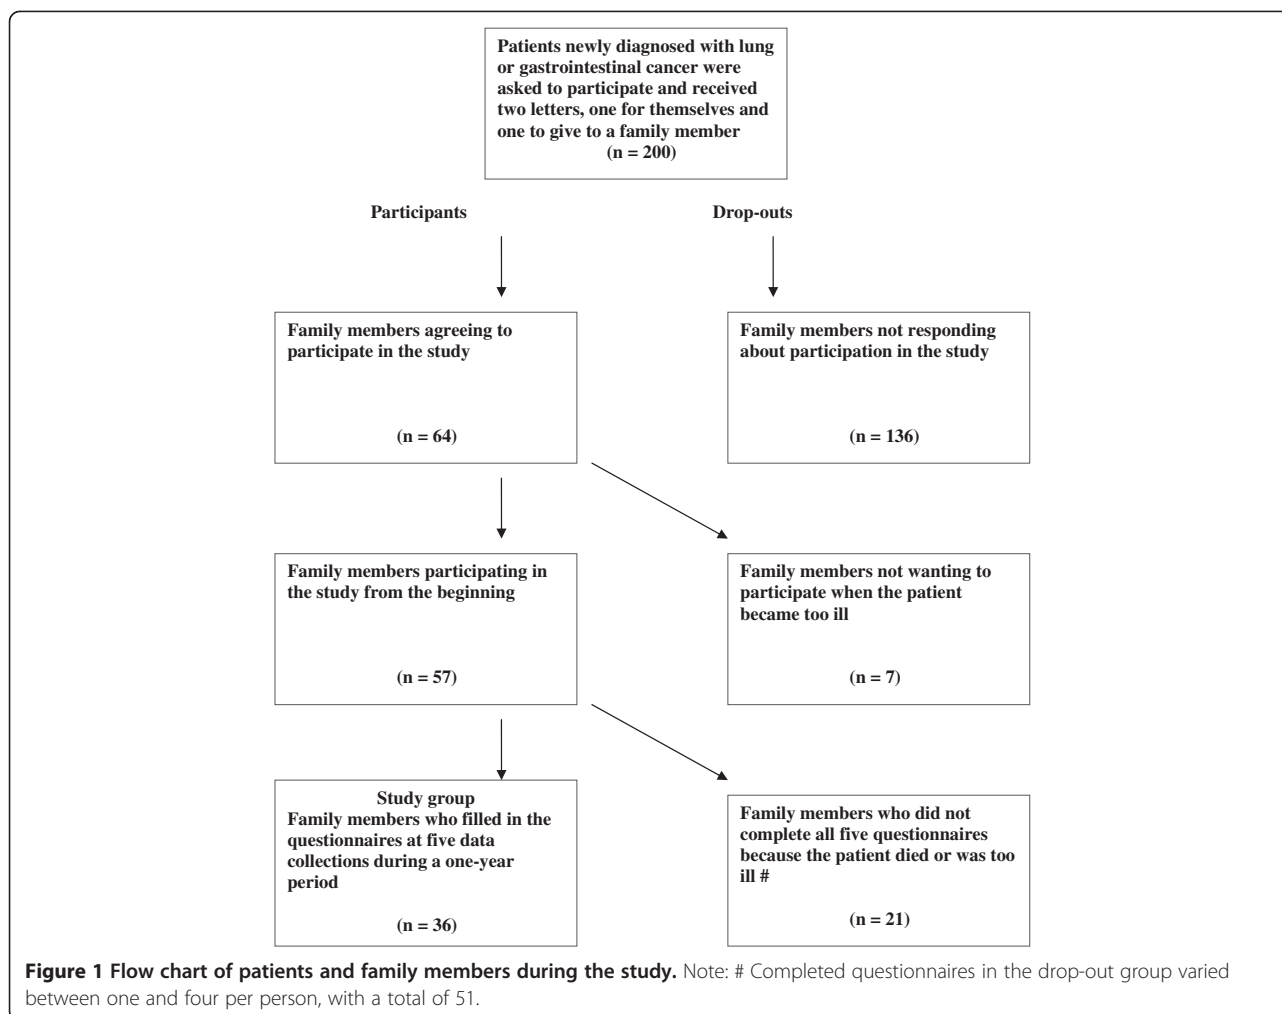 Patients newly diagnosed with lung
or gastrointestinal cancer were
asked to participate and received
two letters, one for themselves and
one to give to a family member
(n = 200)
Participants
Drop-outs
Family members agreeing to
participate in the study
(n = 64)
Family members not responding
about participation in the study
(n = 136)
Family members participating in
the study from the beginning
(n = 57)
Family members not wanting to
participate when the patient
became too ill
(n = 7)
Study group
Family members who filled in the
questionnaires at five data
collections during a one-year
period
(n = 36)
Family members who did not
complete all five questionnaires
because the patient died or was too
ill #
(n = 21)
Figure 1 Flow chart of patients and family members during the study. Note: # Completed questionnaires in the drop-out group varied
between one and four per person, with a total of 51.